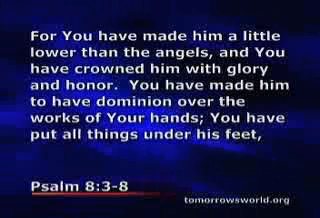 For You have made him a little
lower than the angels, and You
have crowned him with glory
and honor.  You have made him
to have dominion over the
works of Your hands; You have
put all things under his feet,
Psalm 8:3-8
tomorrowsworld.org